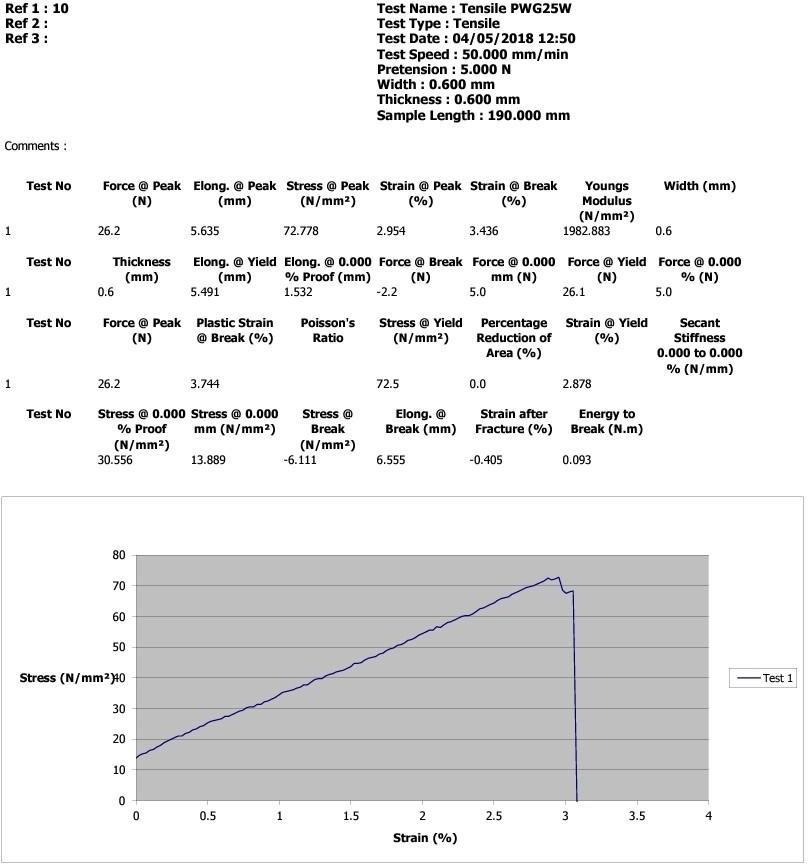 Ref 1 : 10
Ref 2 :
Ref 3 :
Test Name : Tensile PWG25W
Test Type : Tensile
Test Date : 04/05/2018 12:50
Test Speed : 50.000 mm/min
Pretension : 5.000 N
Width : 0.600 mm
Thickness : 0.600 mm
Sample Length : 190.000 mm
Comments :
Test No Force @ Peak Elong. @ Peak Stress @ Peak Strain @ Peak Strain @ Break Youngs Width (mm)
(N) (mm) (N/mm²) (%) (%) Modulus
(N/mm²)
1 26.2 5.635 72.778 2.954 3.436 1982.883 0.6
Test No Thickness Elong. @ Yield Elong. @ 0.000 Force @ Break Force @ 0.000 Force @ Yield Force @ 0.000
(mm) (mm) % Proof (mm) (N) mm (N) (N) % (N)
1 0.6 5.491 1.532 -2.2 5.0 26.1 5.0
Test No Force @ Peak Plastic Strain Poisson's Stress @ Yield Percentage Strain @ Yield Secant
(N) @ Break (%) Ratio (N/mm²) Reduction of (%) Stiffness
Area (%) 0.000 to 0.000
% (N/mm)
1 26.2 3.744 72.5 0.0 2.878
Test No Stress @ 0.000 Stress @ 0.000 Stress @ Elong. @ Strain after Energy to
% Proof mm (N/mm²) Break Break (mm) Fracture (%) Break (N.m)
(N/mm²) (N/mm²)
30.556 13.889 -6.111 6.555 -0.405 0.093
80
70
60
50
Stress (N/mm²) 40
30
20
10
0
0 0.5 1 1.5 2 2.5 3 3.5 4
Strain (%)
Test 1